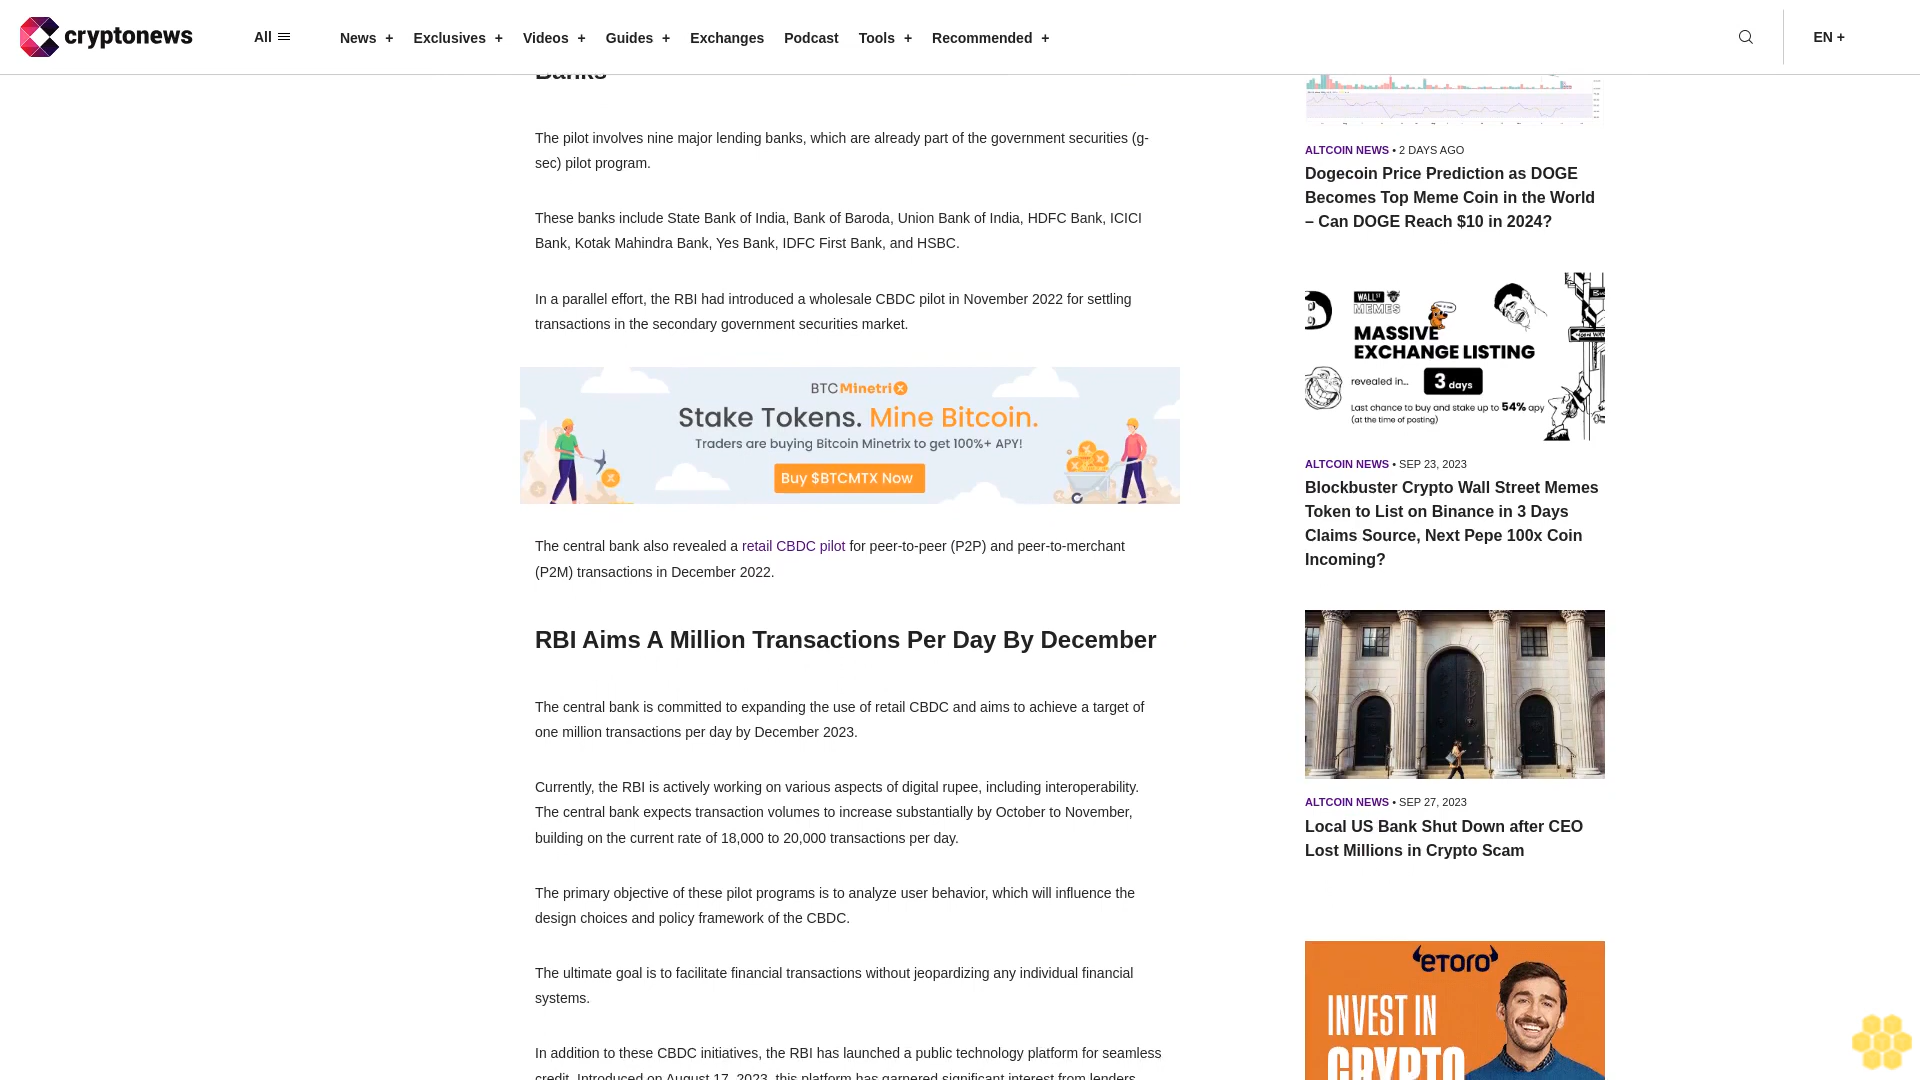 cryptonews
All
News +
Exclusives +
Videos +
Guides +
Exchanges
Podcast
Tools +
Recommended +
EN +
Banks
The pilot involves nine major lending banks, which are already part of the government securities (g-
sec) pilot program.
These banks include State Bank of India, Bank of Baroda, Union Bank of India, HDFC Bank, ICICI
Bank, Kotak Mahindra Bank, Yes Bank, IDFC First Bank, and HSBC.
In a parallel effort, the RBI had introduced a wholesale CBDC pilot in November 2022 for settling
transactions in the secondary government securities market.
BTC Minetrix
Stake Tokens. Mine Bitcoin.
Traders are buying Bitcoin Minetrix to get 100%+ APY!
Buy $BTCMTX Now
The central bank also revealed a retail CBDC pilot for peer-to-peer (P2P) and peer-to-merchant
(P2M) transactions in December 2022.
RBI Aims A Million Transactions Per Day By December
The central bank is committed to expanding the use of retail CBDC and aims to achieve a target of
one million transactions per day by December 2023.
Currently, the RBI is actively working on various aspects of digital rupee, including interoperability.
The central bank expects transaction volumes to increase substantially by October to November,
building on the current rate of 18,000 to 20,000 transactions per day.
The primary objective of these pilot programs is to analyze user behavior, which will influence the
design choices and policy framework of the CBDC.
The ultimate goal is to facilitate financial transactions without jeopardizing any individual financial
systems.
In addition to these CBDC initiatives, the RBI has launched a public technology platform for seamless
credit. Introduced on August 17, 2023, this platform has garnered significant interest from lenders
ALTCOIN NEWS • 2 DAYS AGO
Dogecoin Price Prediction as DOGE
Becomes Top Meme Coin in the World
– Can DOGE Reach $10 in 2024?
WALL ST
MEMES
MASSIVE
EXCHANGE LISTING
revealed in... 3 days
Last chance to buy and stake up to 54% apy
(at the time of posting)
ALTCOIN NEWS • SEP 23, 2023
Blockbuster Crypto Wall Street Memes
Token to List on Binance in 3 Days
Claims Source, Next Pepe 100x Coin
Incoming?
ALTCOIN NEWS • SEP 27, 2023
Local US Bank Shut Down after CEO
Lost Millions in Crypto Scam
eToro
INVEST IN
CRYPTO